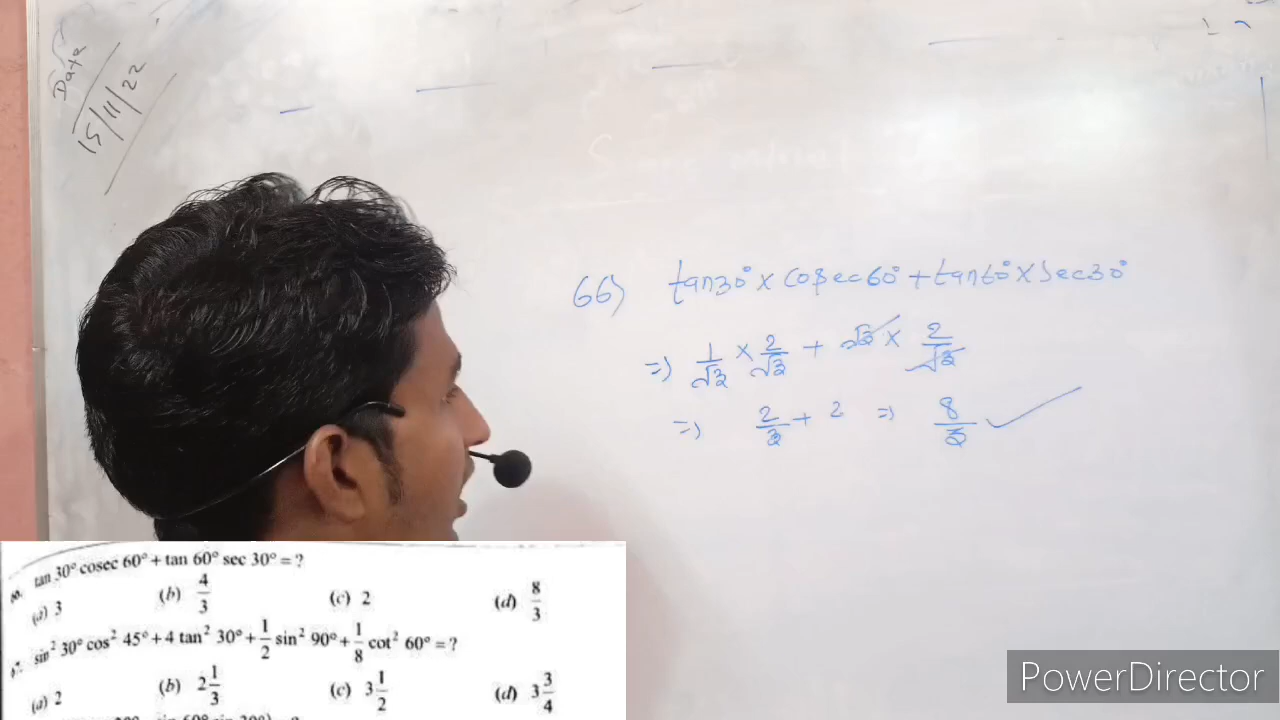 Date
15/11/22
66) tan30° × cosec60° + tan60° × sec30°
=> 1/√3 × 2/√3 + √3 × 2/√3
=> 2/3 + 2 => 8/3 ✓
tan 30° cosec 60° + tan 60° sec 30° = ?
(a) 3 (b) 4/3 (c) 2 (d) 8/3
sin² 30° cos² 45° + 4 tan² 30° + 1/2 sin² 90° + 1/8 cot² 60° = ?
(a) 2 (b) 2 1/3 (c) 3 1/2 (d) 3 3/4
PowerDirector